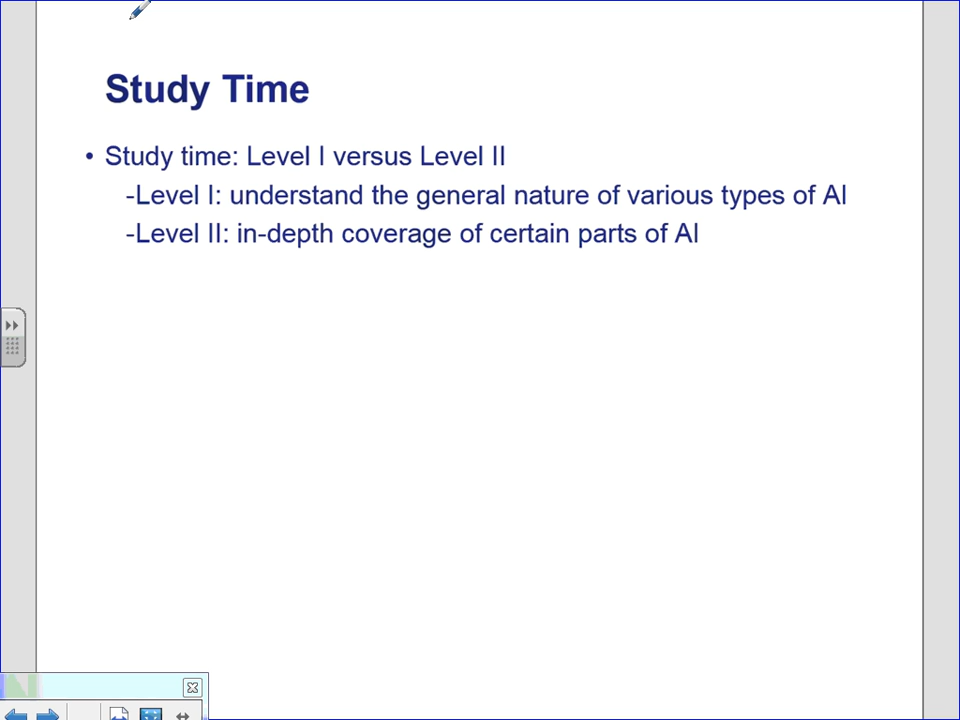 Study Time
• Study time: Level I versus Level II
-Level I: understand the general nature of various types of AI
-Level II: in-depth coverage of certain parts of AI